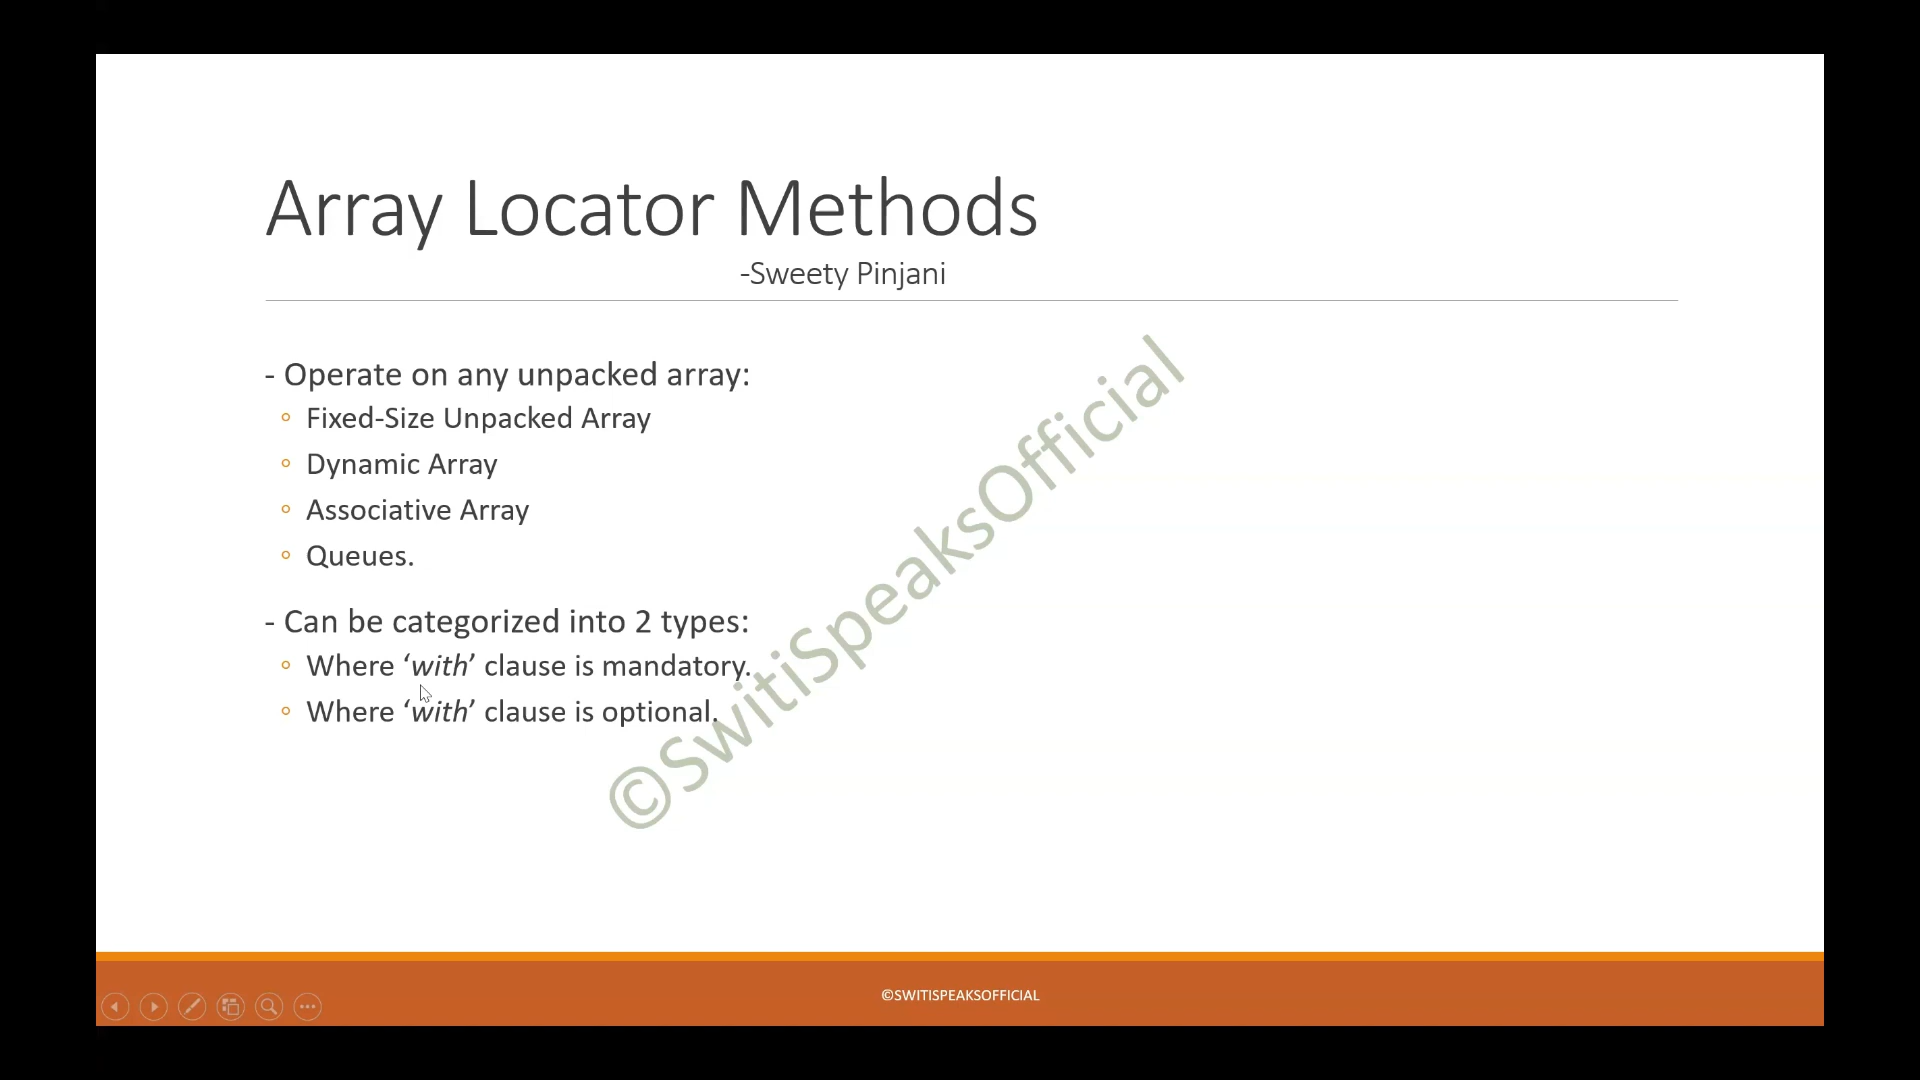 Array Locator Methods
-Sweety Pinjani
- Operate on any unpacked array:
Fixed-Size Unpacked Array
Dynamic Array
Associative Array
Queues.
- Can be categorized into 2 types:
Where ‘with’ clause is mandatory.
Where ‘with’ clause is optional.
©SwitiSpeaksOfficial
©SWITISPEAKSOFFICIAL